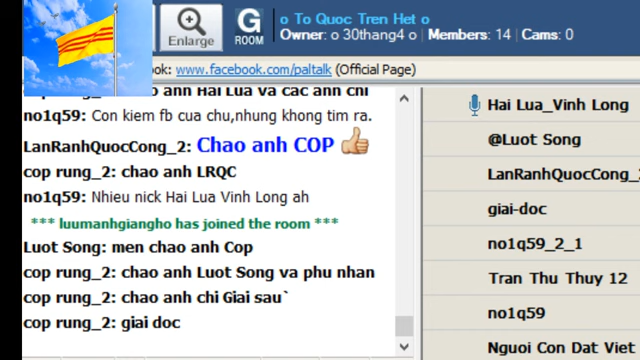 Enlarge
G
ROOM
o To Quoc Tren Het o
Owner: o 30thang4 o Members: 14 Cams: 0
ok: www.facebook.com/paltalk (Official Page)
cop rung_2: chao anh Hai Lua va cac anh chi
no1q59: Con kiem fb cua chu,nhung khong tim ra.
LanRanhQuocCong_2: Chao anh COP
cop rung_2: chao anh LRQC
no1q59: Nhieu nick Hai Lua Vinh Long ah
*** luumanhgiangho has joined the room ***
Luot Song: men chao anh Cop
cop rung_2: chao anh Luot Song va phu nhan
cop rung_2: chao anh chi Giai sau`
cop rung_2: giai doc
Hai Lua_Vinh Long
@Luot Song
LanRanhQuocCong_2
giai-doc
no1q59_2_1
Tran Thu Thuy 12
no1q59
Nguoi Con Dat Viet